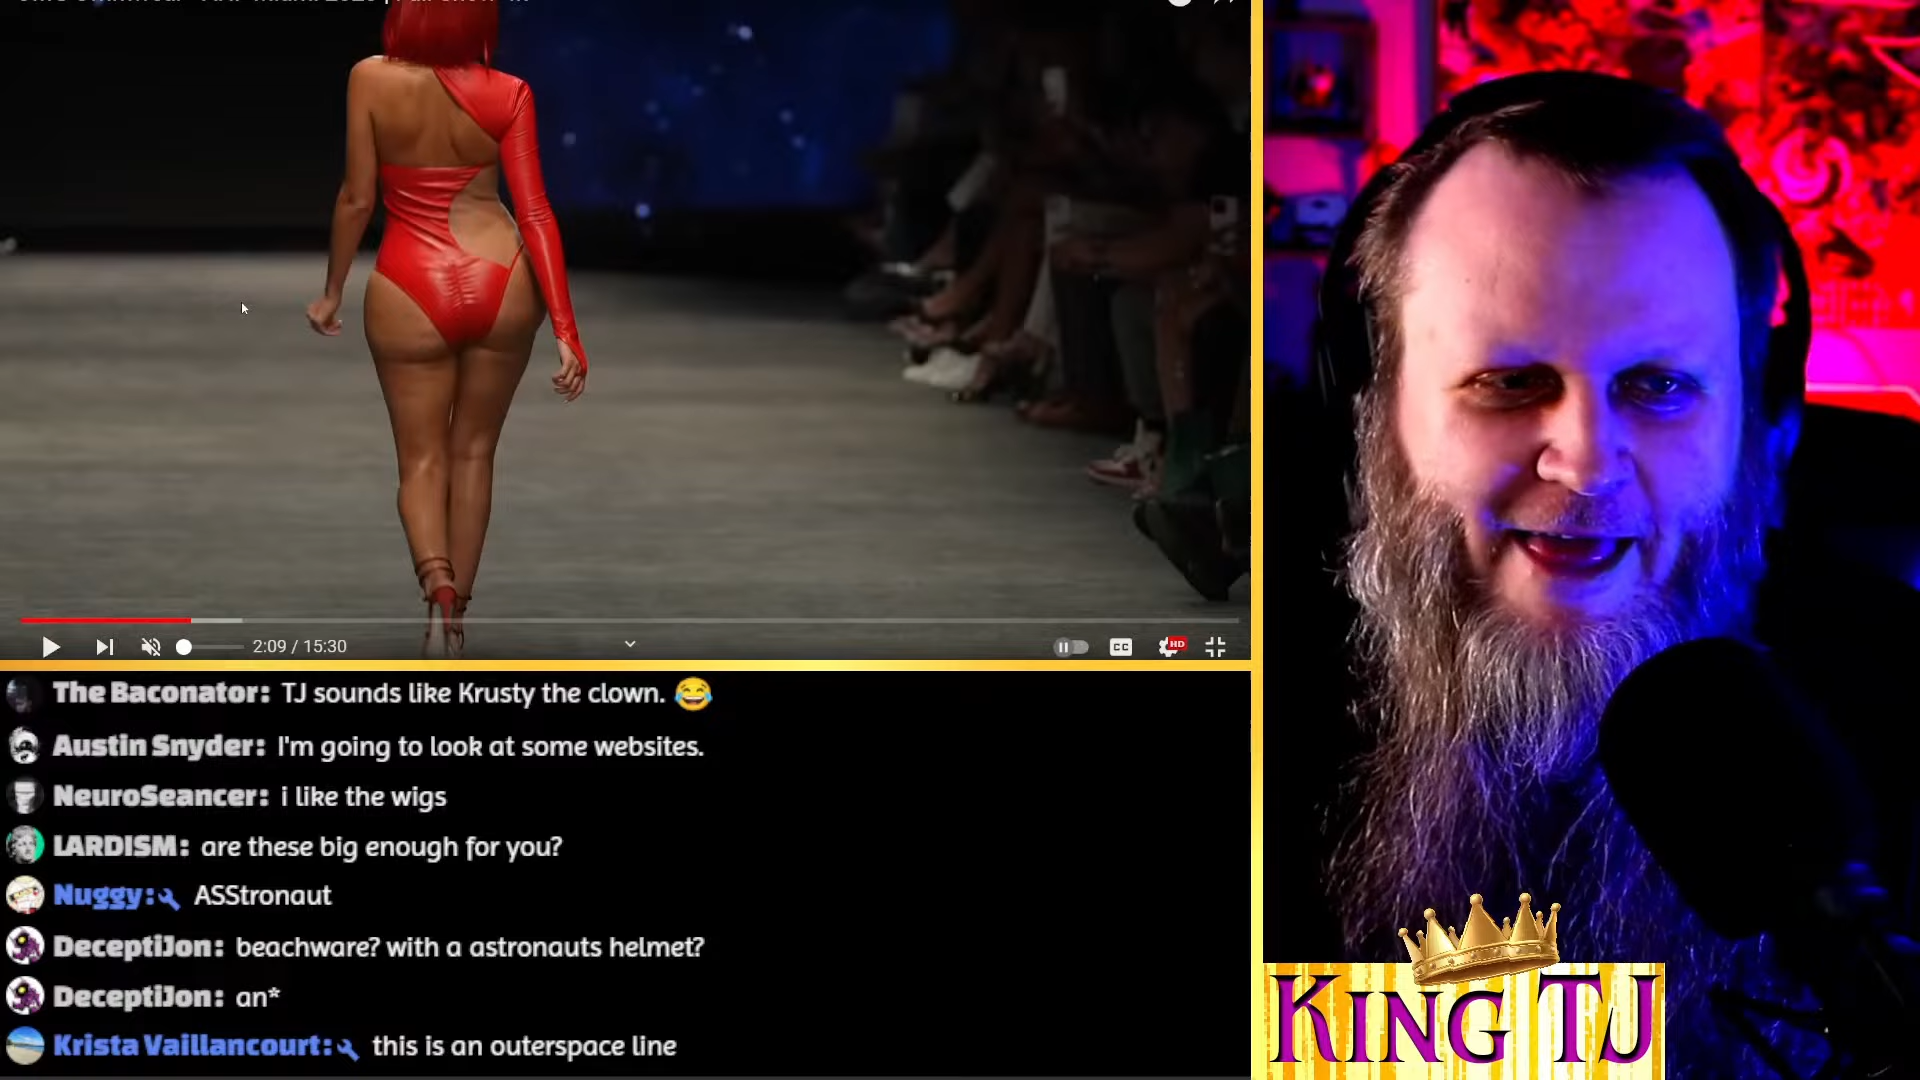 2:09 / 15:30
CC
HD
The Baconator: TJ sounds like Krusty the clown. 😂
Austin Snyder: I'm going to look at some websites.
NeuroSeancer: i like the wigs
LARDISM: are these big enough for you?
Nuggy: ASStronaut
DeceptiJon: beachware? with a astronauts helmet?
DeceptiJon: an*
Krista Vaillancourt: this is an outerspace line
KING TJ